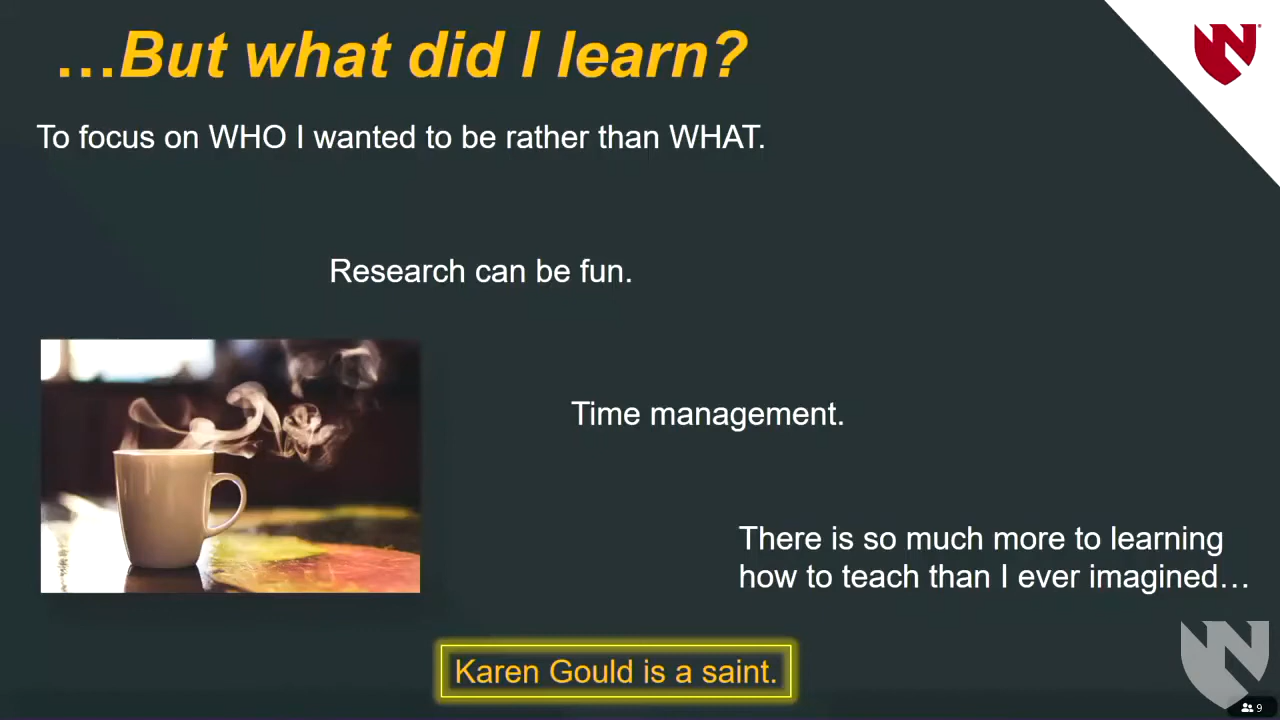 …But what did I learn?
To focus on WHO I wanted to be rather than WHAT.
Research can be fun.
Time management.
There is so much more to learning
how to teach than I ever imagined…
Karen Gould is a saint.
N
N
9